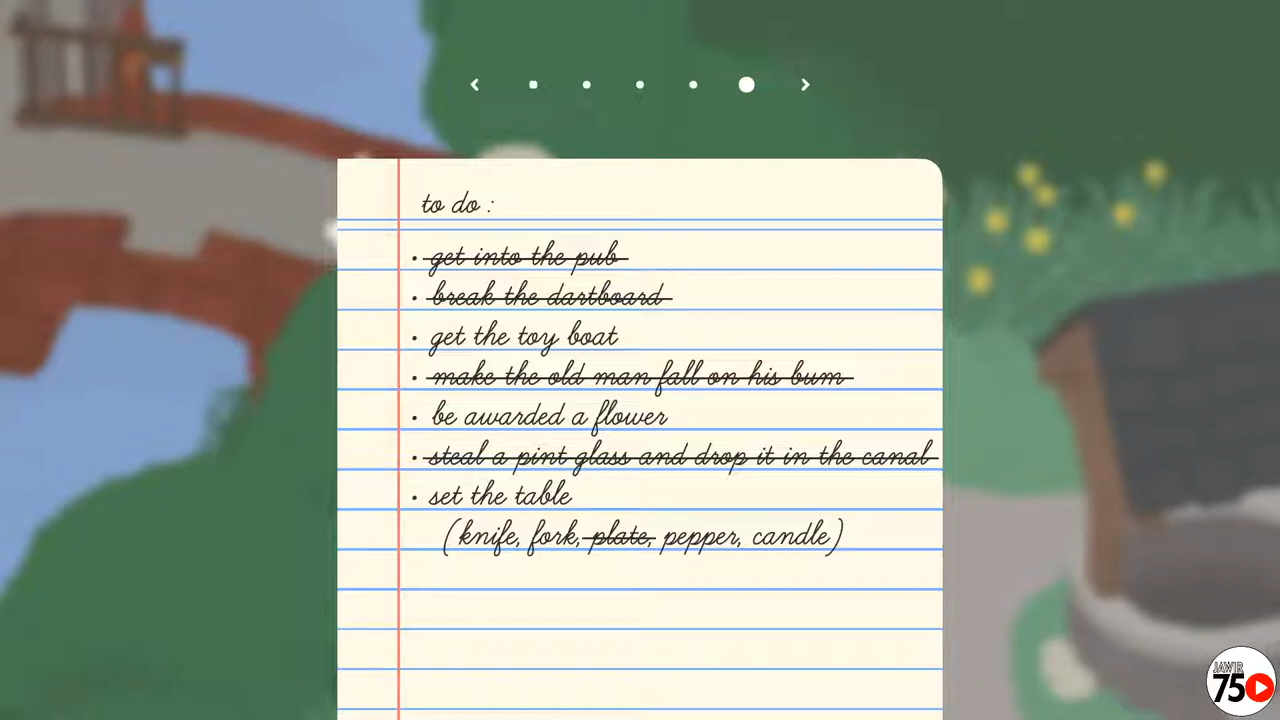 to do :
• get into the pub
• break the dartboard
• get the toy boat
• make the old man fall on his bum
• be awarded a flower
• steal a pint glass and drop it in the canal
• set the table
(knife, fork, plate, pepper, candle)
JAWIR
75